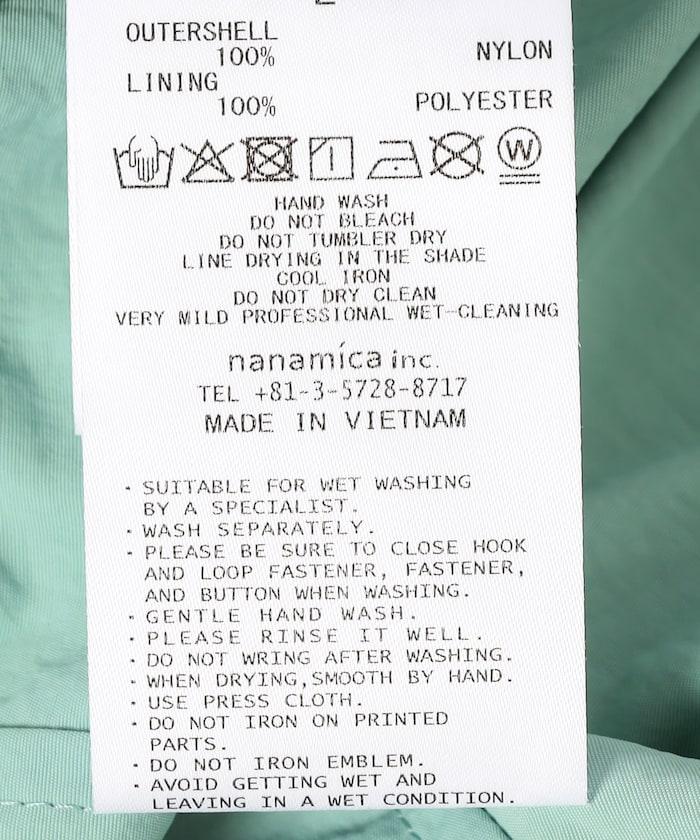 OUTERSHELL
100% NYLON
LINING
100% POLYESTER
W
HAND WASH
DO NOT BLEACH
DO NOT TUMBLER DRY
LINE DRYING IN THE SHADE
COOL IRON
DO NOT DRY CLEAN
VERY MILD PROFESSIONAL WET-CLEANING
nanamíca inc.
TEL +81-3-5728-8717
MADE IN VIETNAM
・SUITABLE FOR WET WASHING
BY A SPECIALIST.
・WASH SEPARATELY.
・PLEASE BE SURE TO CLOSE HOOK
AND LOOP FASTENER, FASTENER,
AND BUTTON WHEN WASHING.
・GENTLE HAND WASH.
・PLEASE RINSE IT WELL.
・DO NOT WRING AFTER WASHING.
・WHEN DRYING,SMOOTH BY HAND.
・USE PRESS CLOTH.
・DO NOT IRON ON PRINTED
PARTS.
・DO NOT IRON EMBLEM.
・AVOID GETTING WET AND
LEAVING IN A WET CONDITION.